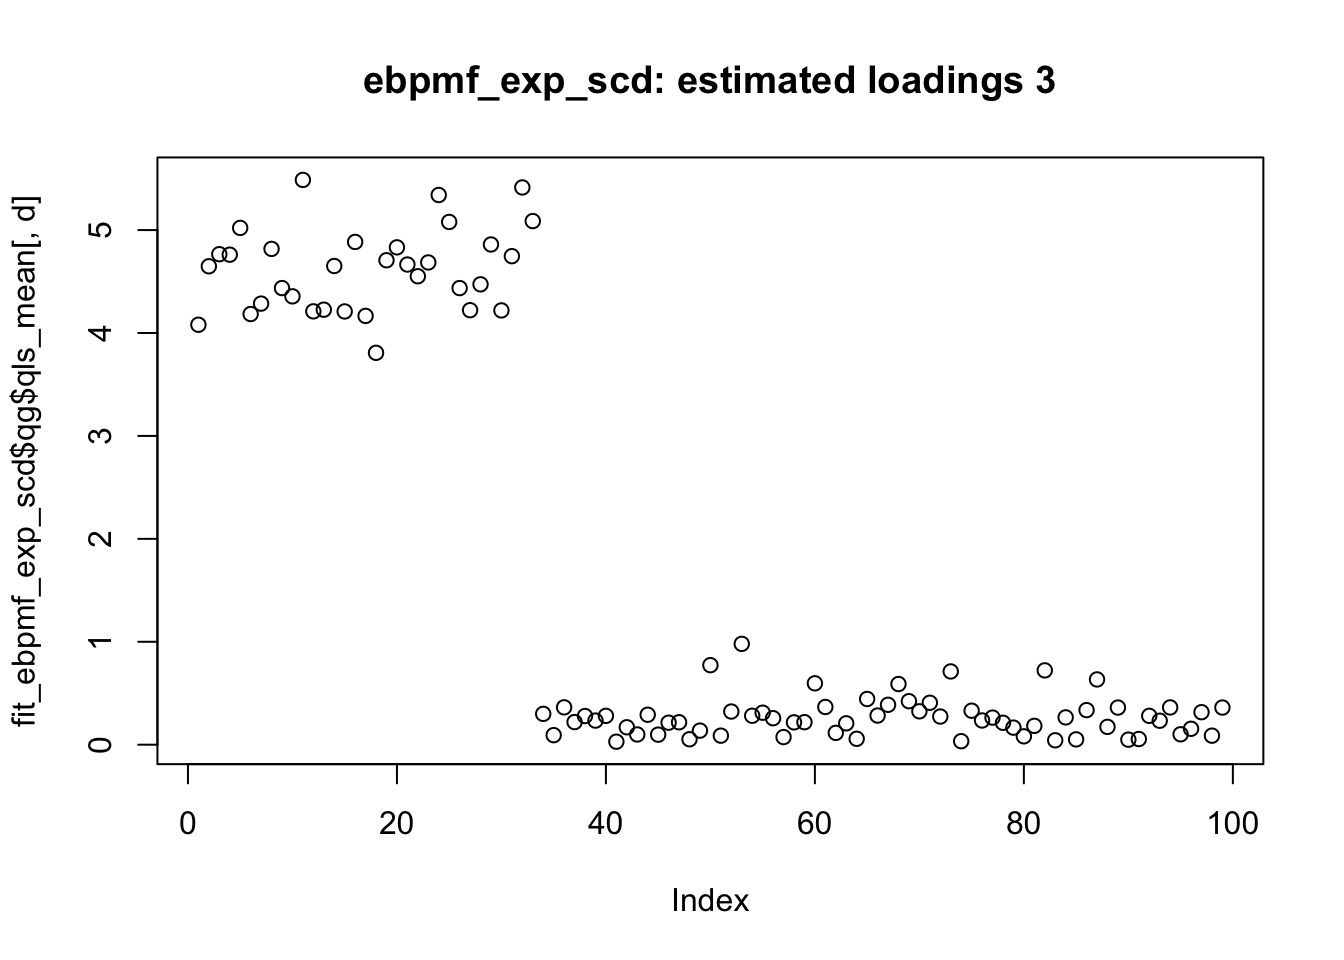 ebpmf_exp_scd: estimated loadings 3
fit_ebpmf_exp_scd$qg$qls_mean[, d]
5
4
3
2
1
0
0 20 40 60 80 100
Index